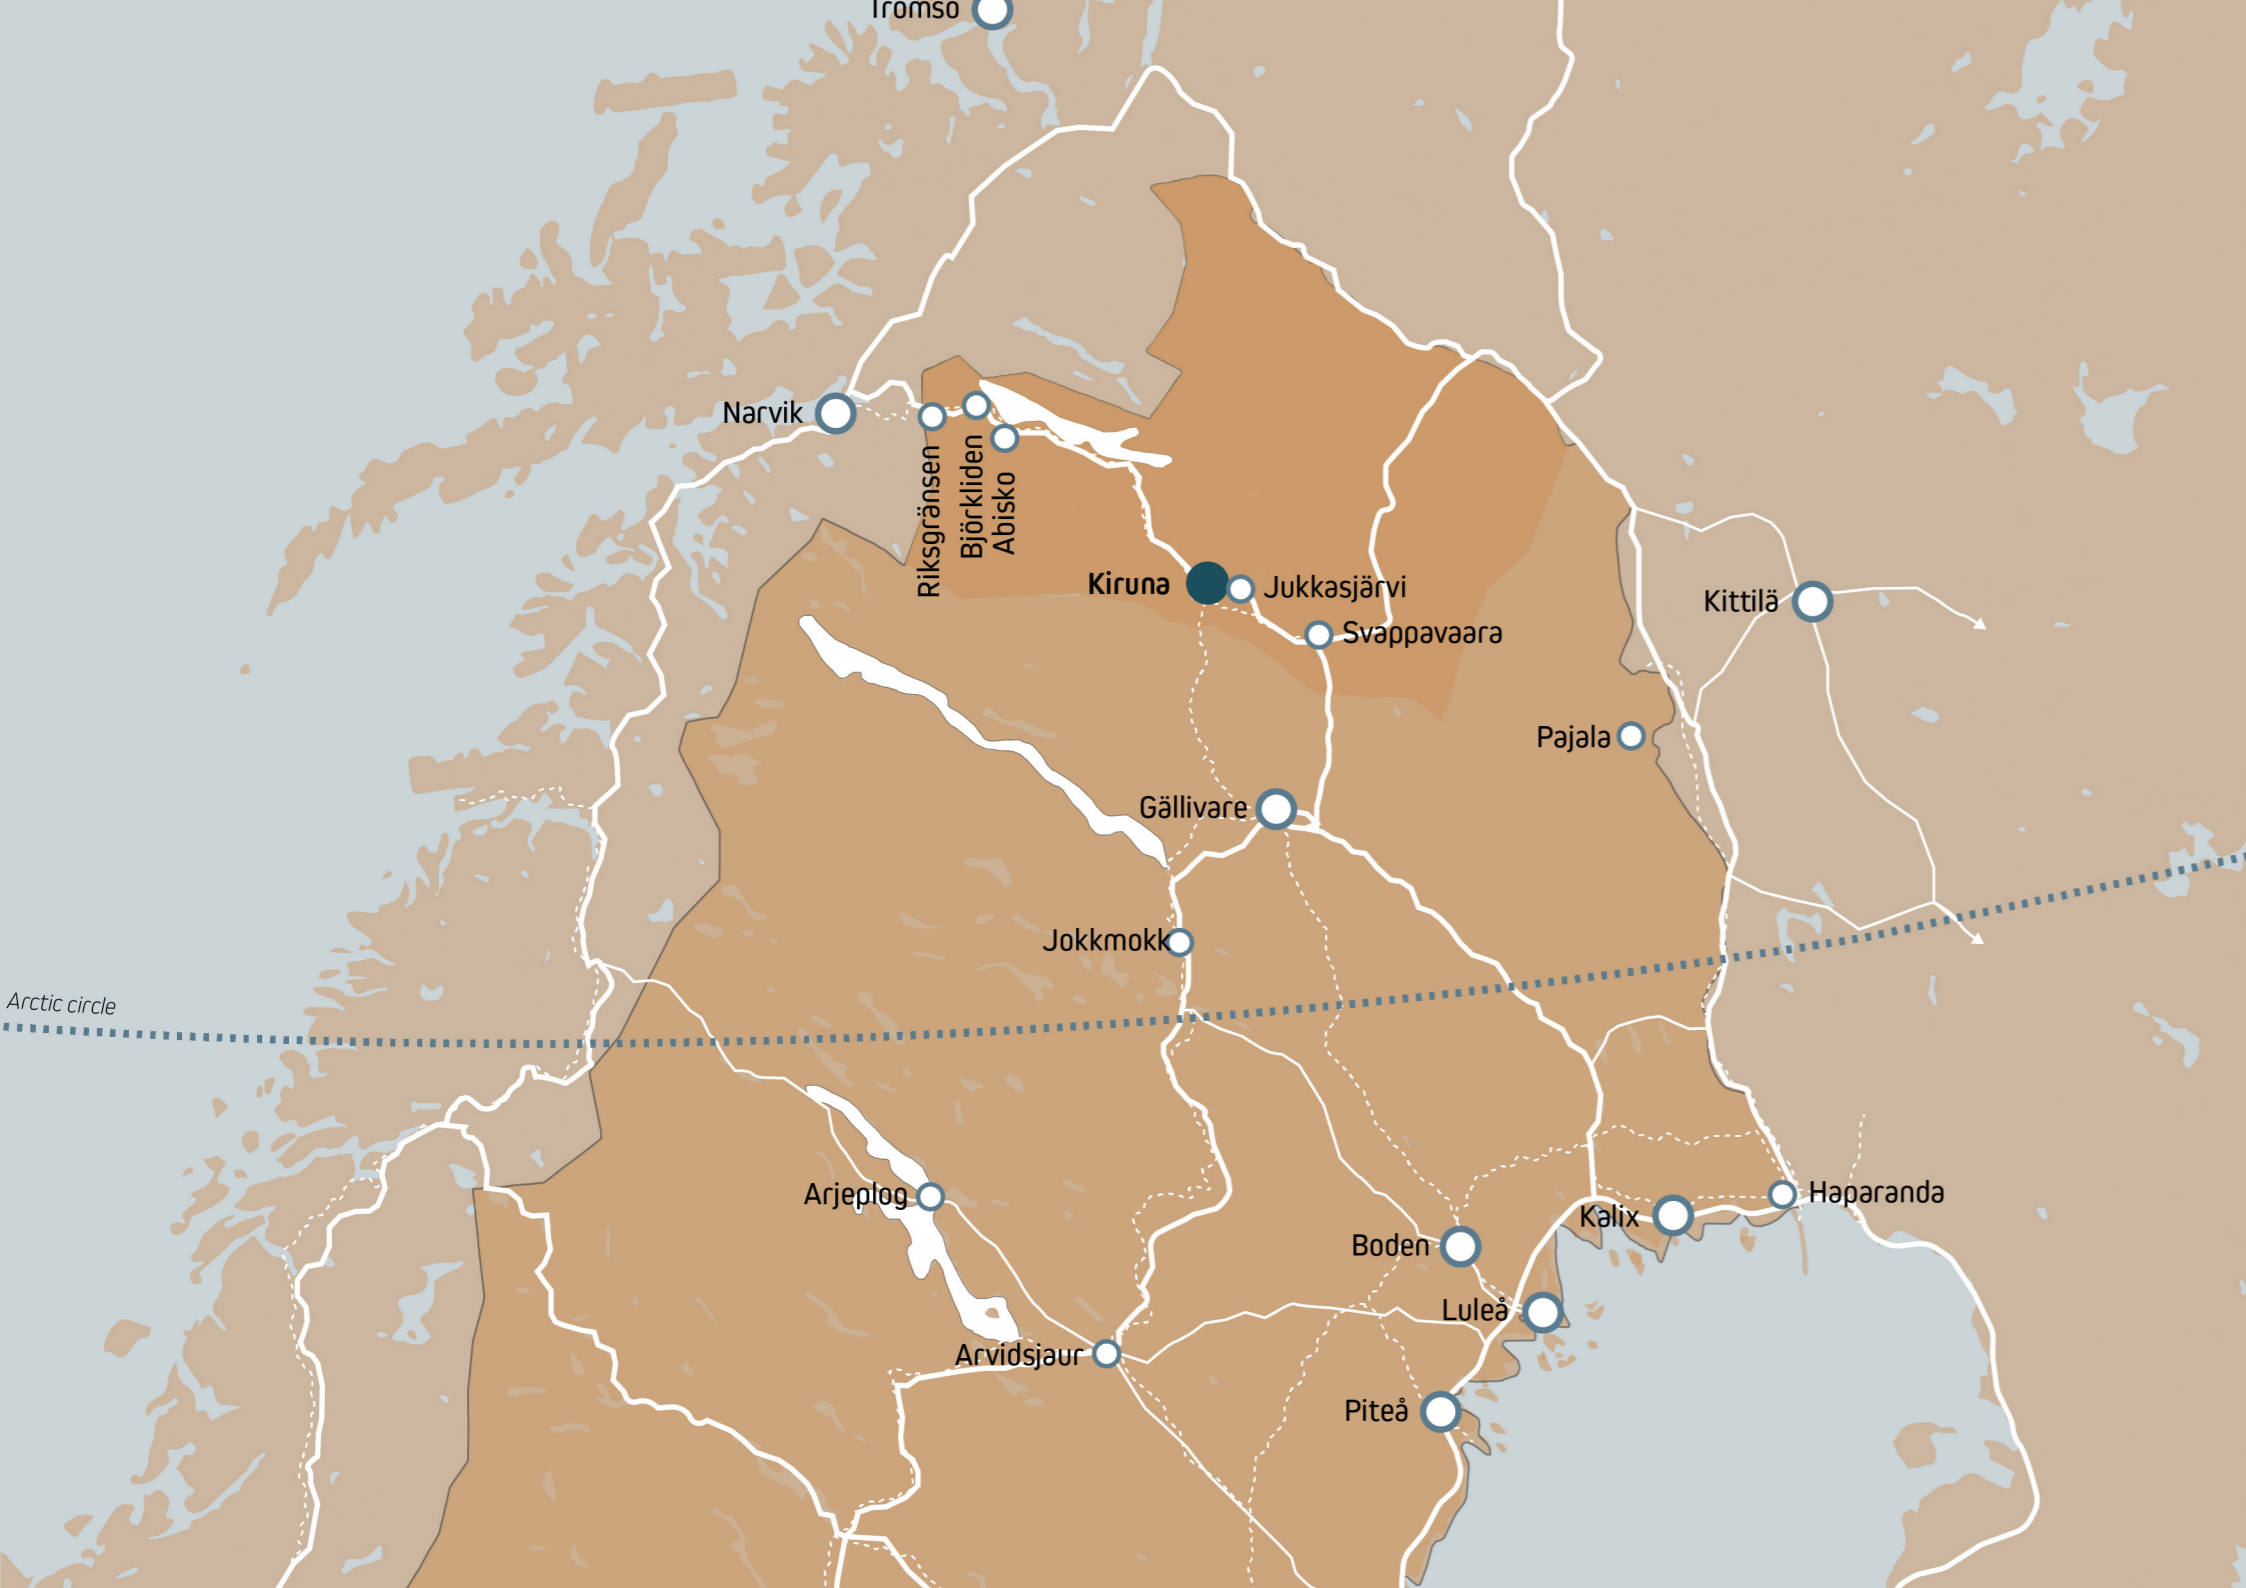 Tromsö
Narvik
Riksgränsen
Björkliden
Abisko
Kiruna
Jukkasjärvi
Svappavaara
Kittilä
Pajala
Gällivare
Jokkmokk
Arctic circle
Arjeplog
Haparanda
Kalix
Boden
Luleå
Arvidsjaur
Piteå